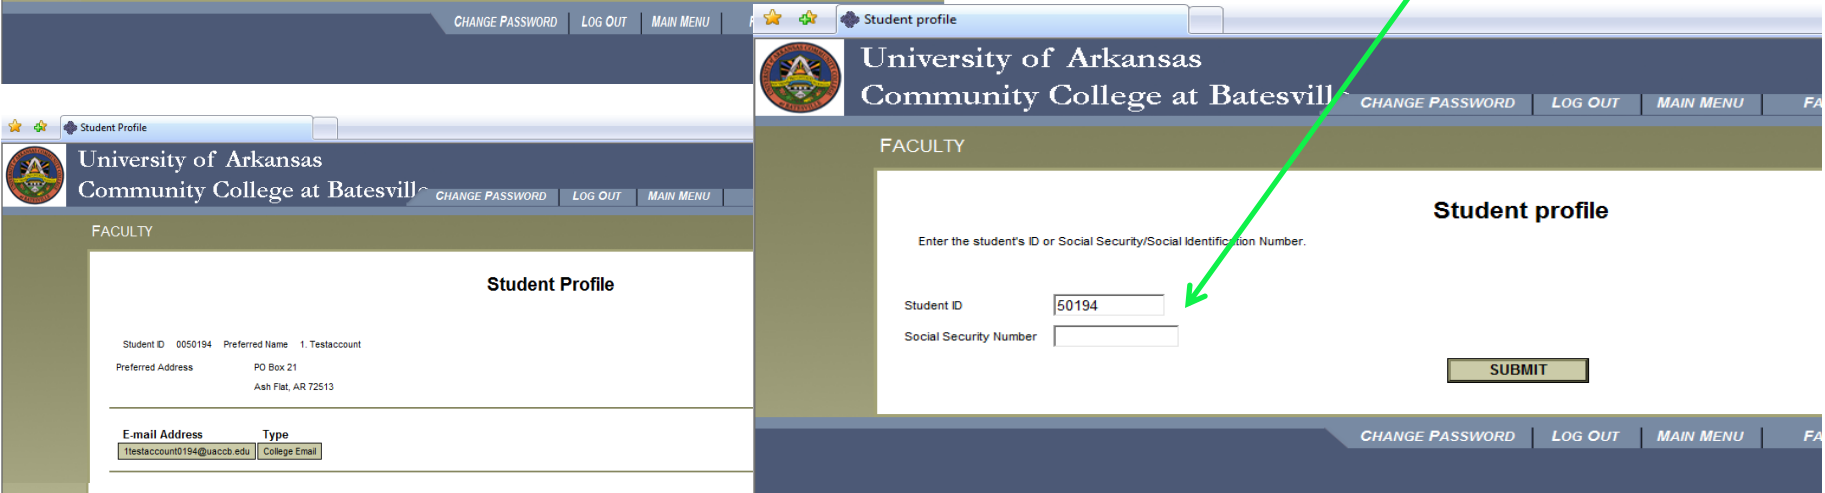 CHANGE PASSWORD LOG OUT MAIN MENU
Student Profile
University of Arkansas
Community College at Batesville
CHANGE PASSWORD LOG OUT MAIN MENU
FACULTY
Student Profile
Student ID 0050194 Preferred Name 1. Testaccount
Preferred Address PO Box 21
Ash Flat, AR 72513
E-mail Address Type
1testaccount0194@uaccb.edu College Email
Student profile
University of Arkansas
Community College at Batesville
CHANGE PASSWORD LOG OUT MAIN MENU FA
FACULTY
Student profile
Enter the student's ID or Social Security/Social Identification Number.
Student ID 50194
Social Security Number
SUBMIT
CHANGE PASSWORD LOG OUT MAIN MENU FA